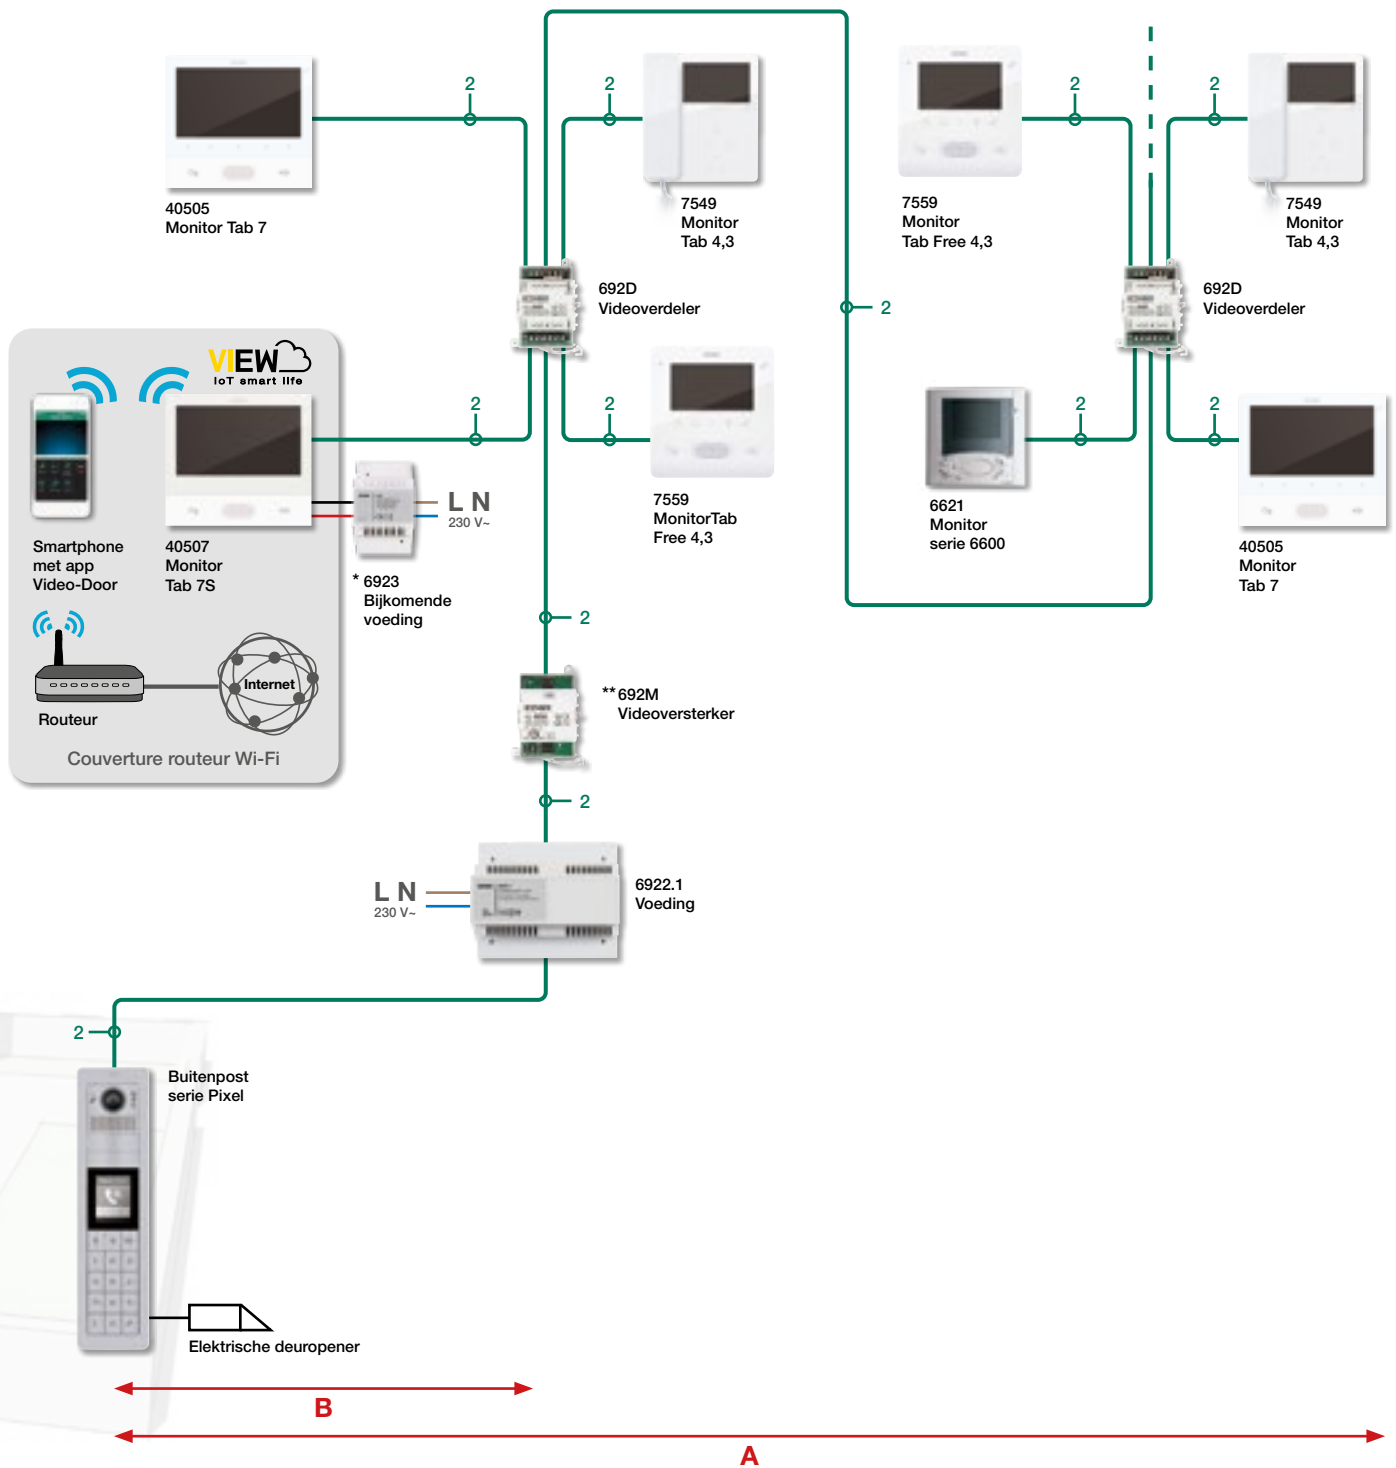 2
2
2
2
40505
Monitor Tab 7
7549
Monitor
Tab 4,3
7559
Monitor
Tab Free 4,3
7549
Monitor
Tab 4,3
692D
Videoverdeler
2
692D
Videoverdeler
VIEW
IoT smart life
2
2
2
2
L N
230 V~
Smartphone
met app
Video-Door
40507
Monitor
Tab 7S
* 6923
Bijkomende
voeding
7559
MonitorTab
Free 4,3
6621
Monitor
serie 6600
40505
Monitor
Tab 7
2
Internet
Routeur
Couverture routeur Wi-Fi
** 692M
Videoversterker
2
L N
230 V~
6922.1
Voeding
2
Buitenpost
serie Pixel
Elektrische deuropener
B
A